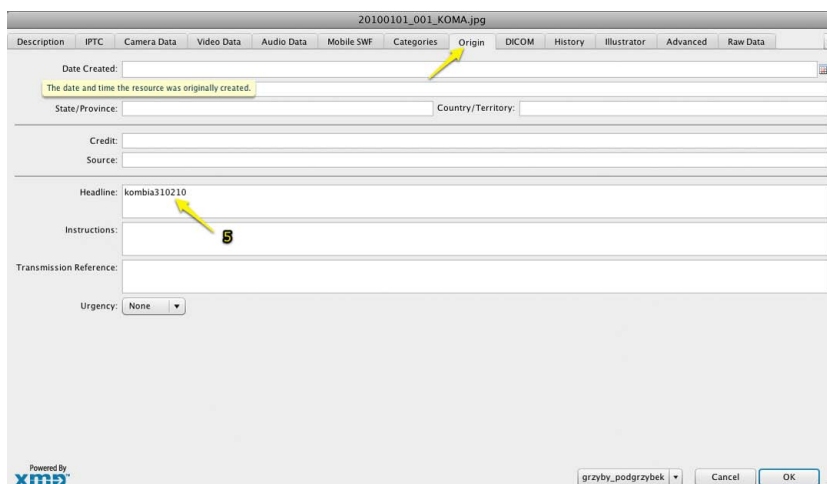 20100101_001_KOMA.jpg
Description IPTC Camera Data Video Data Audio Data Mobile SWF Categories Origin DICOM History Illustrator Advanced Raw Data
Date Created:
The date and time the resource was originally created.
State/Province: Country/Territory:
Credit:
Source:
Headline: kombia310210
5
Instructions:
Transmission Reference:
Urgency: None
Powered By
xmp
grzyby_podgrzybek Cancel OK